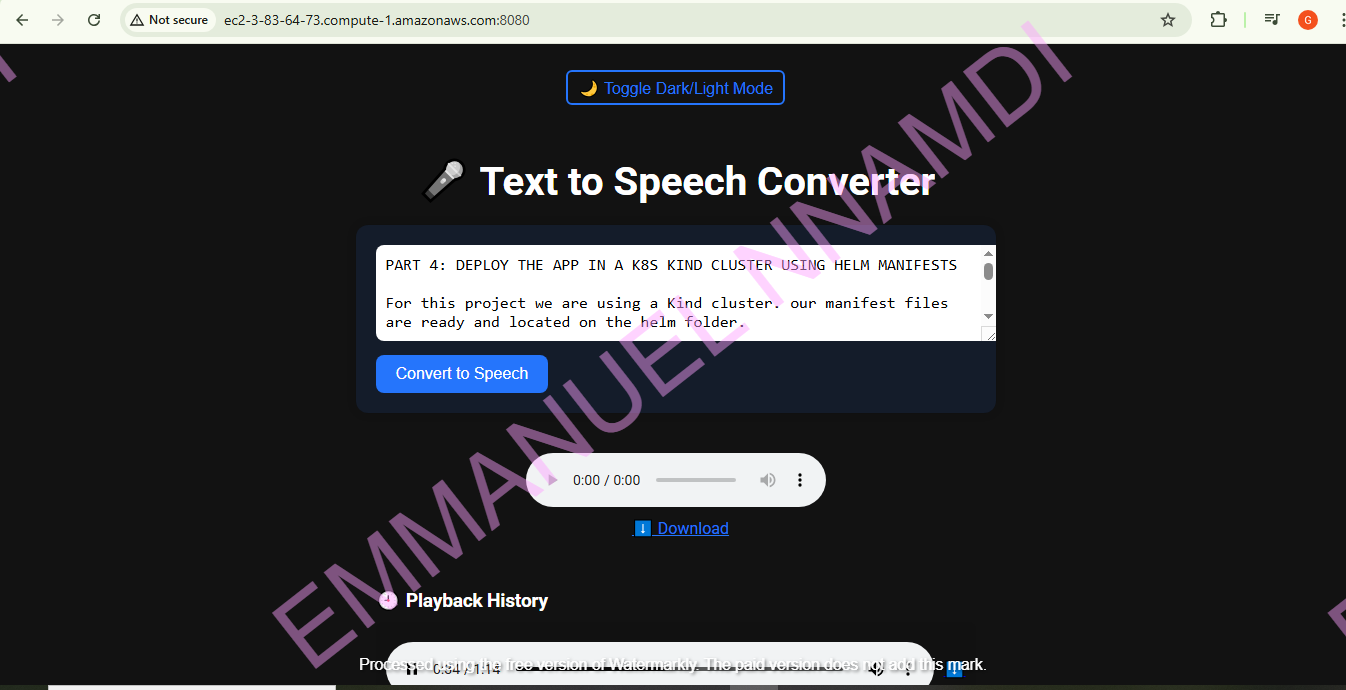 Not secure
ec2-3-83-64-73.compute-1.amazonaws.com:8080
G
Toggle Dark/Light Mode
Text to Speech Converter
PART 4: DEPLOY THE APP IN A K8S KIND CLUSTER USING HELM MANIFESTS
For this project we are using a Kind cluster. our manifest files
are ready and located on the helm folder.
Convert to Speech
0:00 / 0:00
Download
Playback History
0:04 / 1:14
EMMANUEL NNAMDI
Processed using the free version of Watermarkly. The paid version does not add this mark.